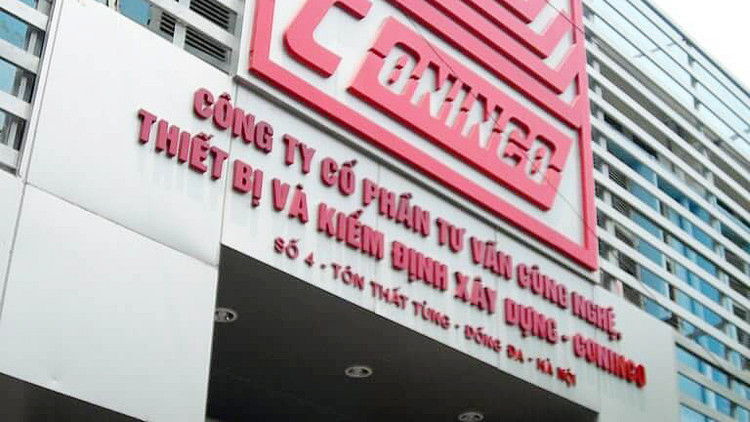 CONINCO
CÔNG TY CỔ PHẦN TƯ VẤN CÔNG NGHỆ,
THIẾT BỊ VÀ KIỂM ĐỊNH XÂY DỰNG - CONINCO
SỐ 4 - TÔN THẤT TÙNG - ĐỐNG ĐA - HÀ NỘI